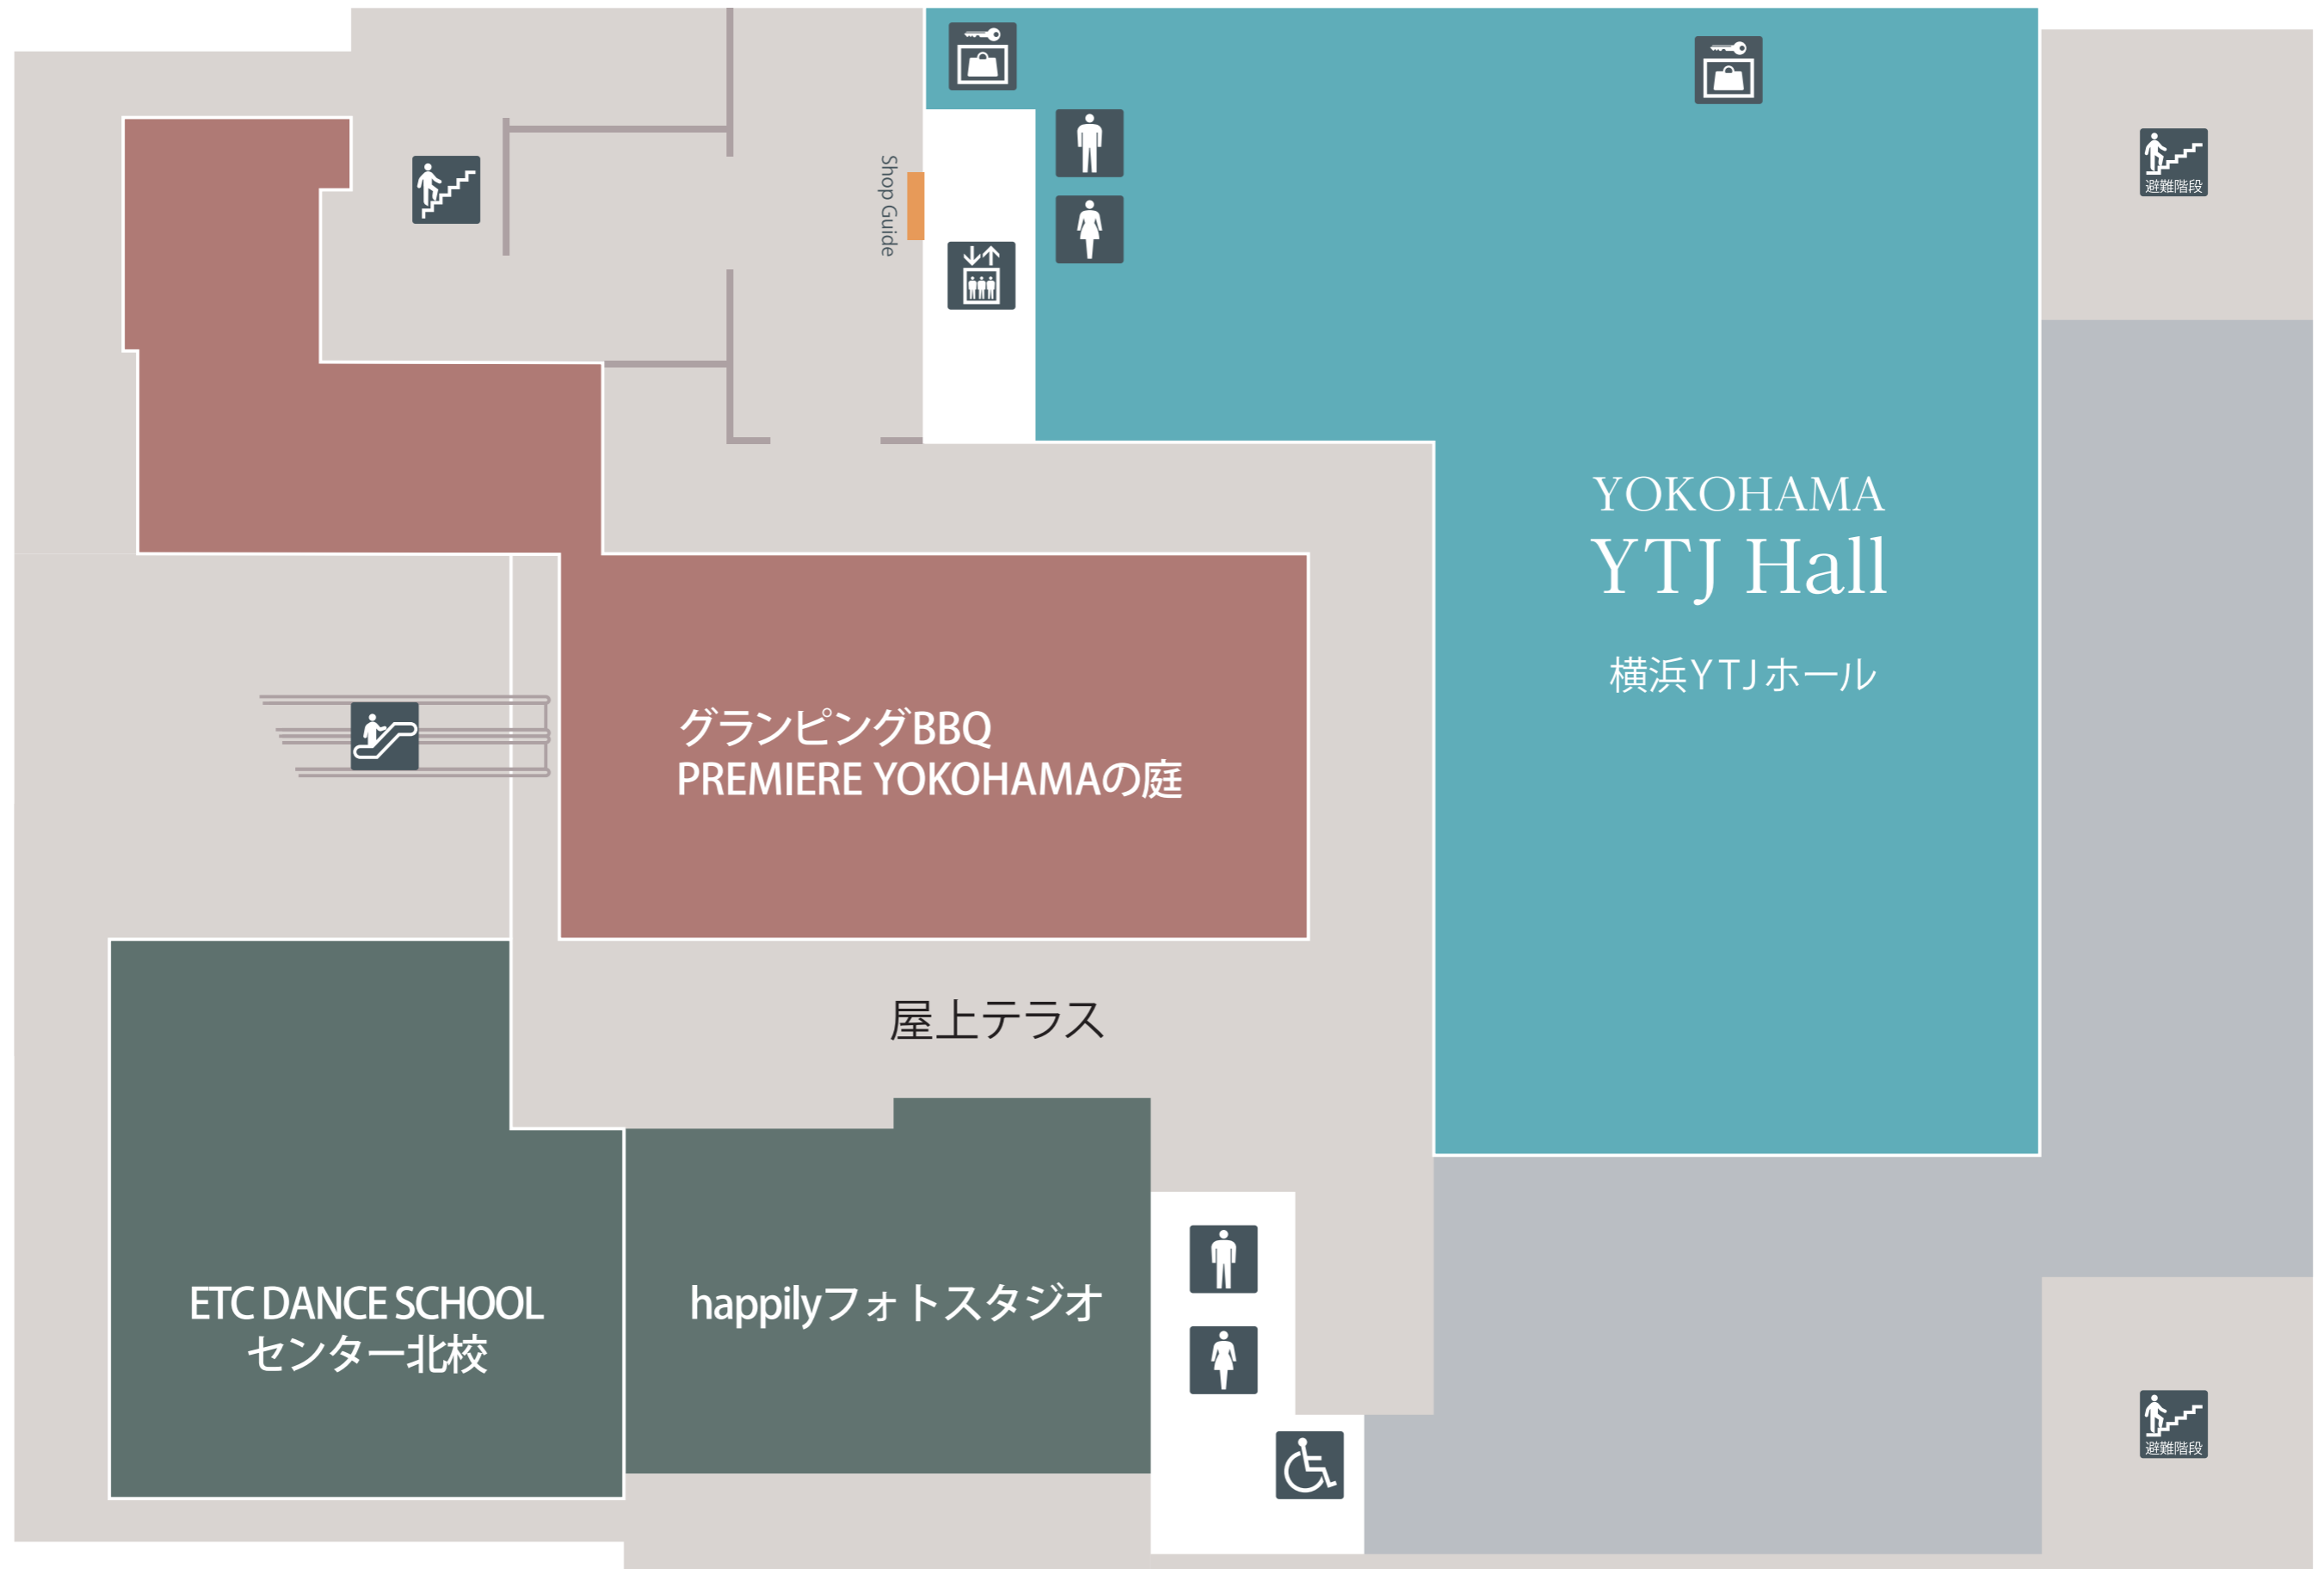 Shop Guide
避難階段
YOKOHAMA
YTJ Hall
横浜YTJホール
グランピングBBQ
PREMIERE YOKOHAMAの庭
屋上テラス
ETC DANCE SCHOOL
センター北校
happilyフォトスタジオ
避難階段